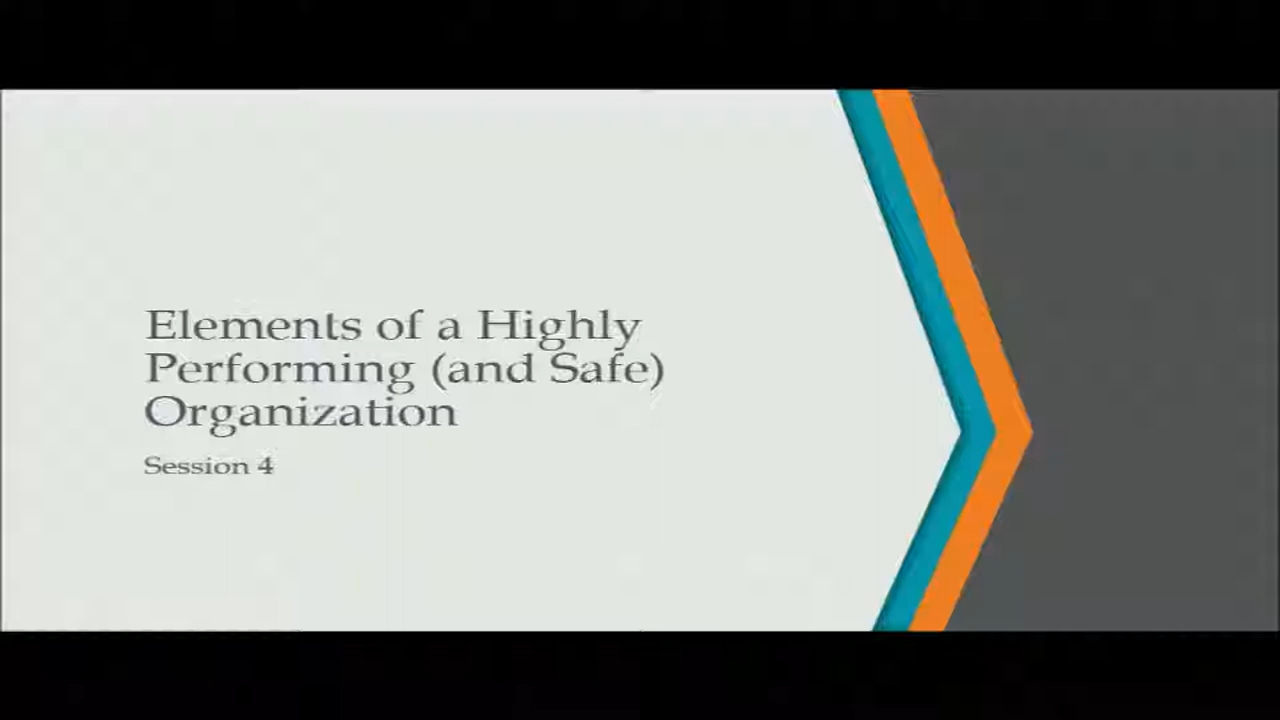 Elements of a Highly
Performing (and Safe)
Organization
Session 4